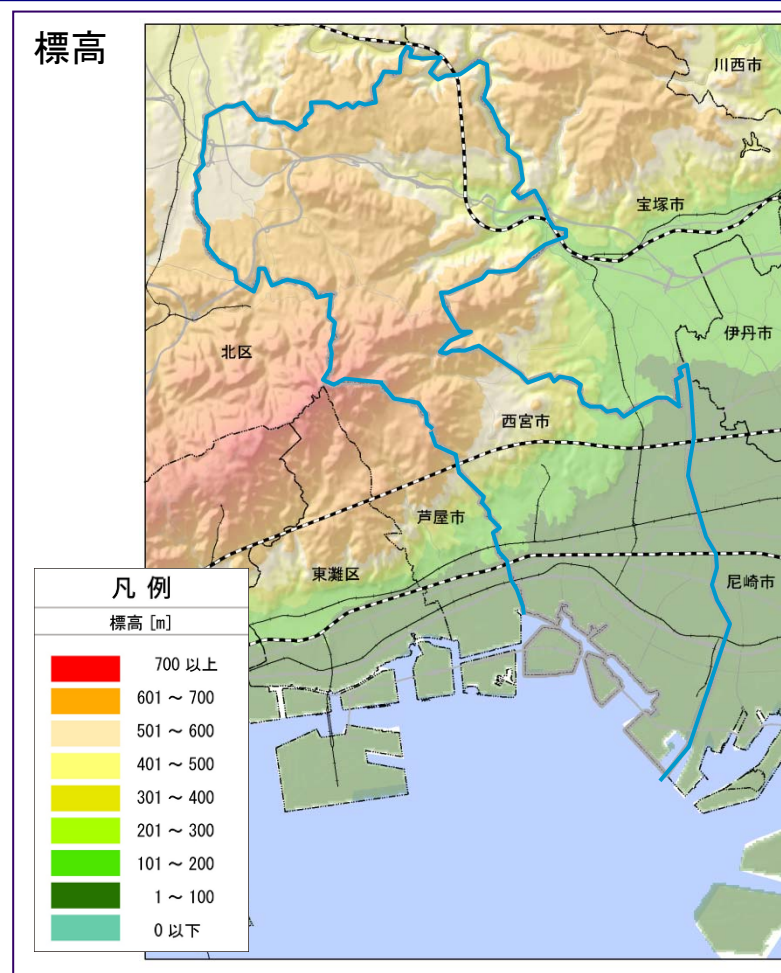 標高
川西市
宝塚市
伊丹市
北区
西宮市
芦屋市
東灘区
尼崎市
凡 例
標高 [m]
700 以上
601 ～ 700
501 ～ 600
401 ～ 500
301 ～ 400
201 ～ 300
101 ～ 200
1 ～ 100
0 以下